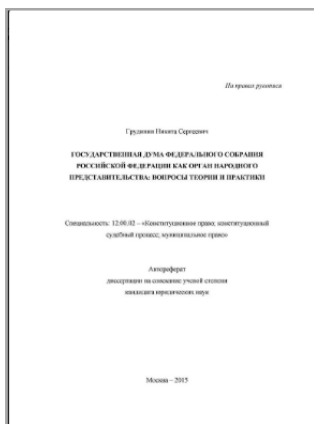 На правах рукописи
Грудинин Никита Сергеевич
ГОСУДАРСТВЕННАЯ ДУМА ФЕДЕРАЛЬНОГО СОБРАНИЯ
РОССИЙСКОЙ ФЕДЕРАЦИИ КАК ОРГАН НАРОДНОГО
ПРЕДСТАВИТЕЛЬСТВА: ВОПРОСЫ ТЕОРИИ И ПРАКТИКИ
Специальность: 12.00.02 – «Конституционное право; конституционный
судебный процесс; муниципальное право»
Автореферат
диссертации на соискание ученой степени
кандидата юридических наук
Москва – 2015